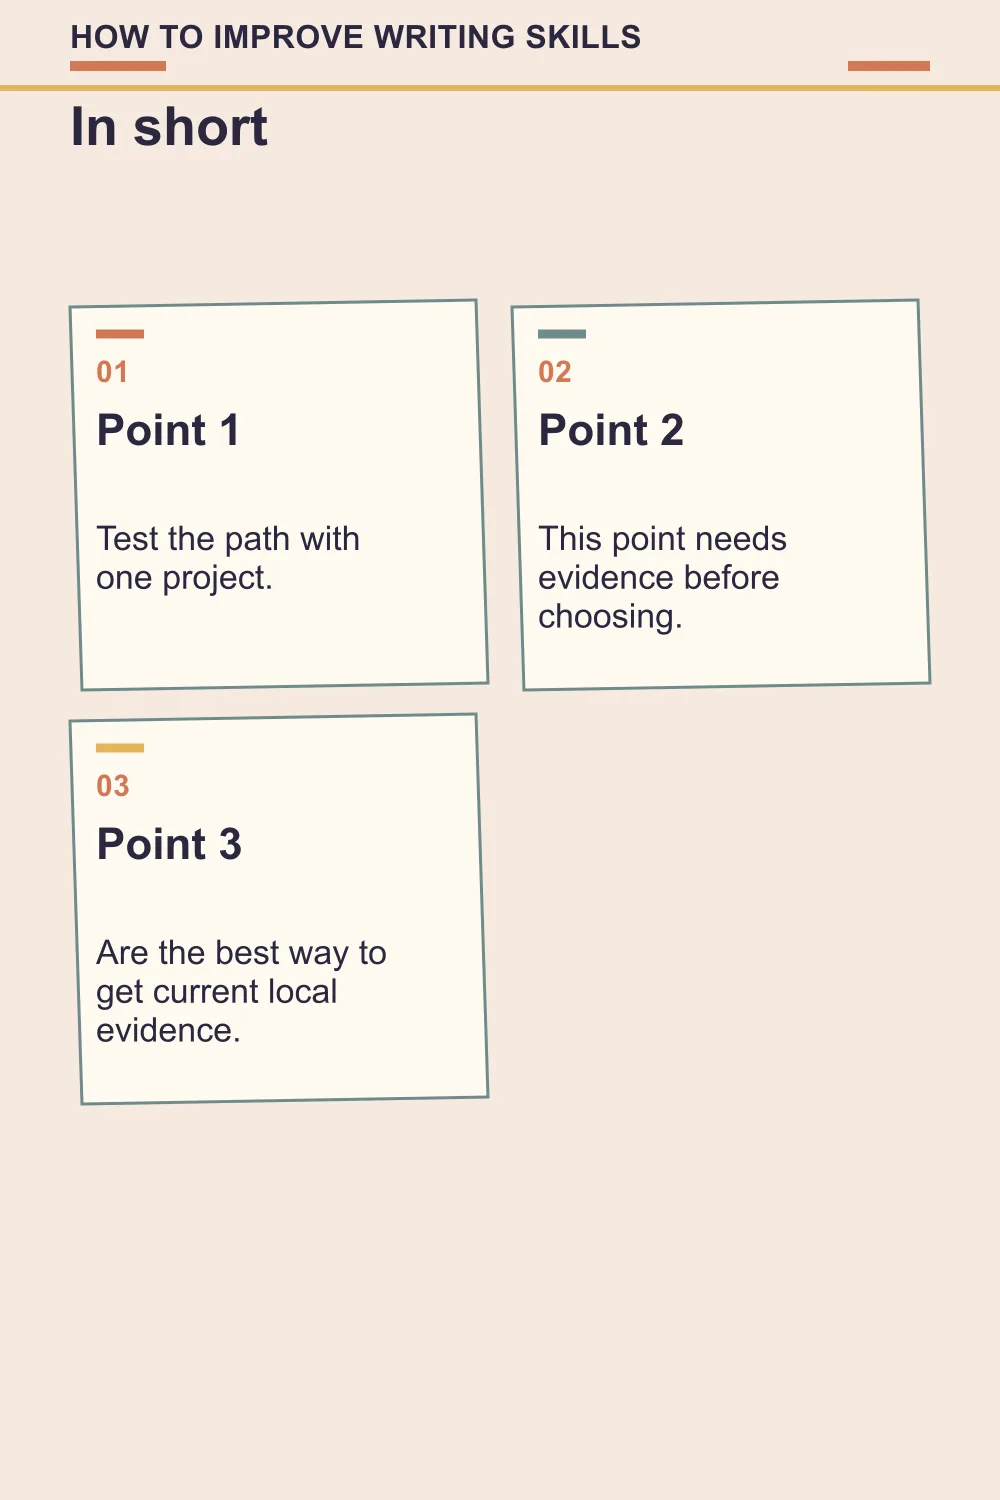 HOW TO IMPROVE WRITING SKILLS
In short
01
Point 1
Test the path with
one project.
02
Point 2
This point needs
evidence before
choosing.
03
Point 3
Are the best way to
get current local
evidence.